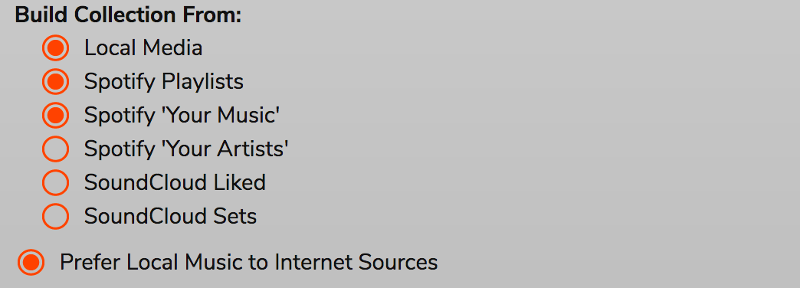 Build Collection From:
Local Media
Spotify Playlists
Spotify 'Your Music'
Spotify 'Your Artists'
SoundCloud Liked
SoundCloud Sets
Prefer Local Music to Internet Sources